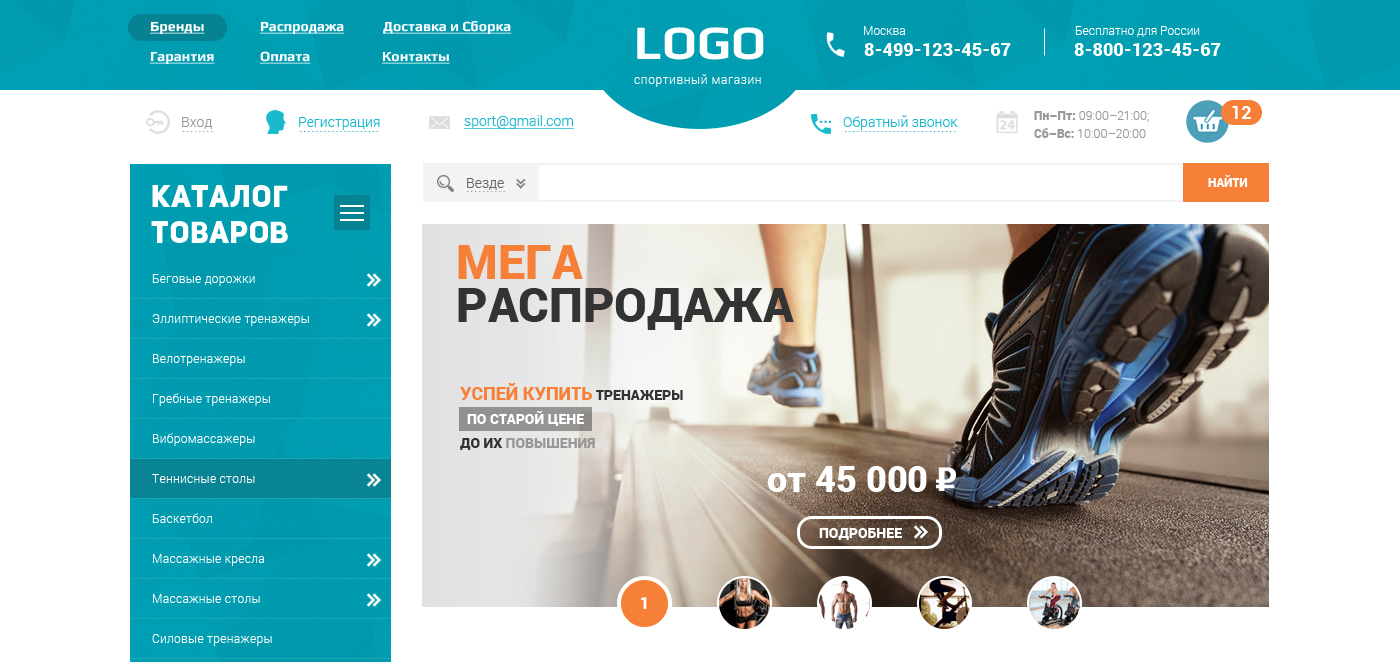 Бренды
Распродажа
Доставка и Сборка
Гарантия
Оплата
Контакты
LOGO
спортивный магазин
Москва
8-499-123-45-67
Бесплатно для России
8-800-123-45-67
Вход
Регистрация
sport@gmail.com
Обратный звонок
24
Пн–Пт: 09:00–21:00;
Сб–Вс: 10:00–20:00
12
КАТАЛОГ
ТОВАРОВ
Беговые дорожки
Эллиптические тренажеры
Велотренажеры
Гребные тренажеры
Вибромассажеры
Теннисные столы
Баскетбол
Массажные кресла
Массажные столы
Силовые тренажеры
Везде
НАЙТИ
МЕГА
РАСПРОДАЖА
УСПЕЙ КУПИТЬ ТРЕНАЖЕРЫ
ПО СТАРОЙ ЦЕНЕ
ДО ИХ ПОВЫШЕНИЯ
от 45 000 ₽
ПОДРОБНЕЕ
1